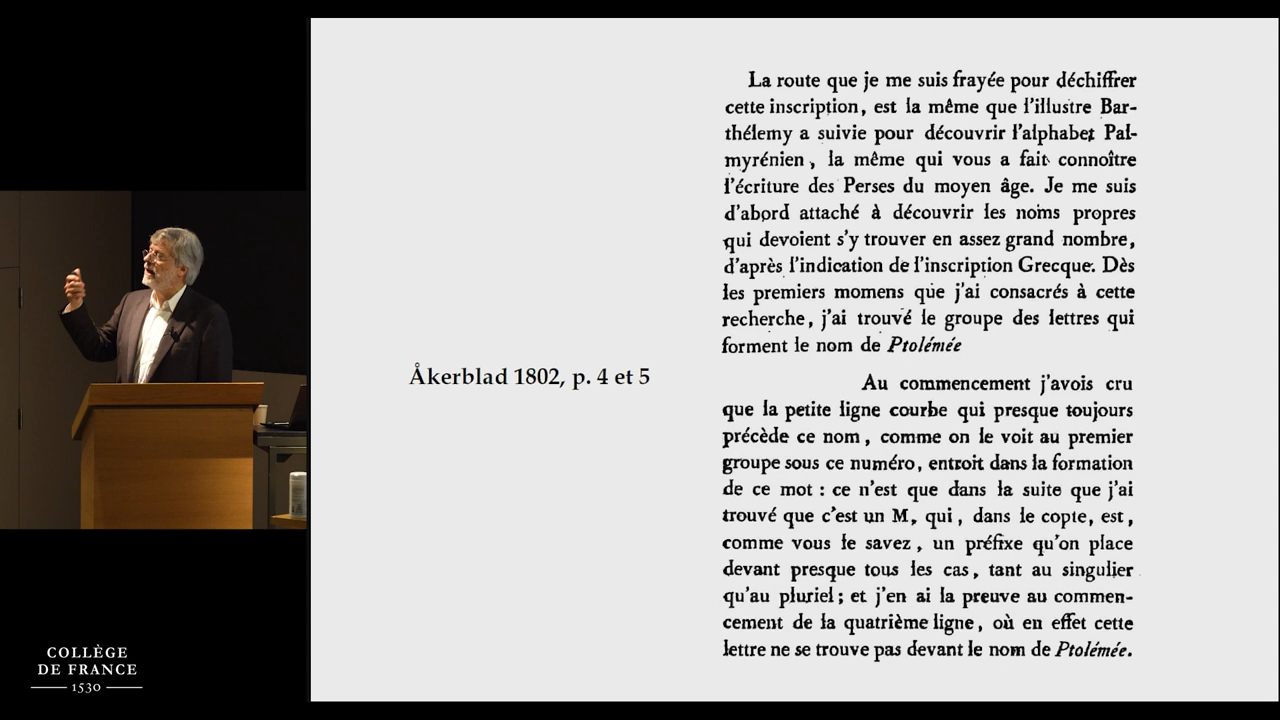 La route que je me suis frayée pour déchiffrer
cette inscription, est la même que l'illustre Bar-
thélemy a suivie pour découvrir l'alphabet Pal-
myrénien, la même qui vous a fait connoître
l'écriture des Perses du moyen âge. Je me suis
d'abord attaché à découvrir les noms propres
qui devoient s'y trouver en assez grand nombre,
d'après l'indication de l'inscription Grecque. Dès
les premiers momens que j'ai consacrés à cette
recherche, j'ai trouvé le groupe des lettres qui
forment le nom de Ptolémée
Åkerblad 1802, p. 4 et 5
Au commencement j'avois cru
que la petite ligne courbe qui presque toujours
précède ce nom, comme on le voit au premier
groupe sous ce numéro, entroit dans la formation
de ce mot : ce n'est que dans la suite que j'ai
trouvé que c'est un M, qui, dans le copte, est,
comme vous le savez, un préfixe qu'on place
devant presque tous les cas, tant au singulier
qu'au pluriel; et j'en ai la preuve au commen-
cement de la quatrième ligne, où en effet cette
lettre ne se trouve pas devant le nom de Ptolémée.
COLLÈGE
DE FRANCE
1530